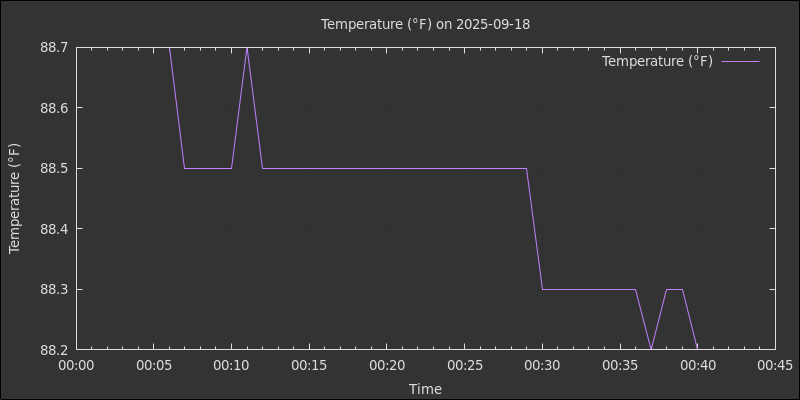 Temperature (°F) on 2025-09-18
Temperature (°F)
88.7
88.6
88.5
88.4
88.3
88.2
Temperature (°F)
00:00 00:05 00:10 00:15 00:20 00:25 00:30 00:35 00:40 00:45
Time